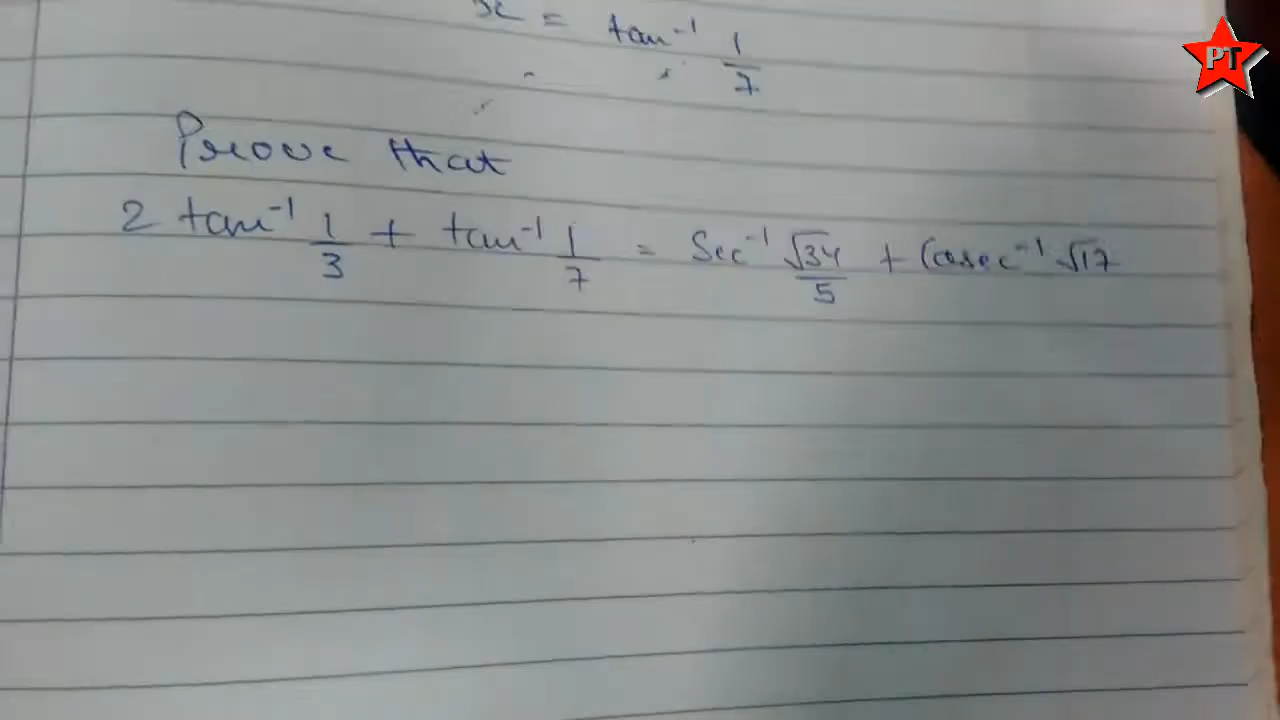 x = tan⁻¹ 1/7
Prove that
2 tan⁻¹ 1/3 + tan⁻¹ 1/7 = Sec⁻¹ √34/5 + Cosec⁻¹ √17
PT